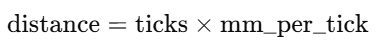 distance = ticks × mm_per_tick